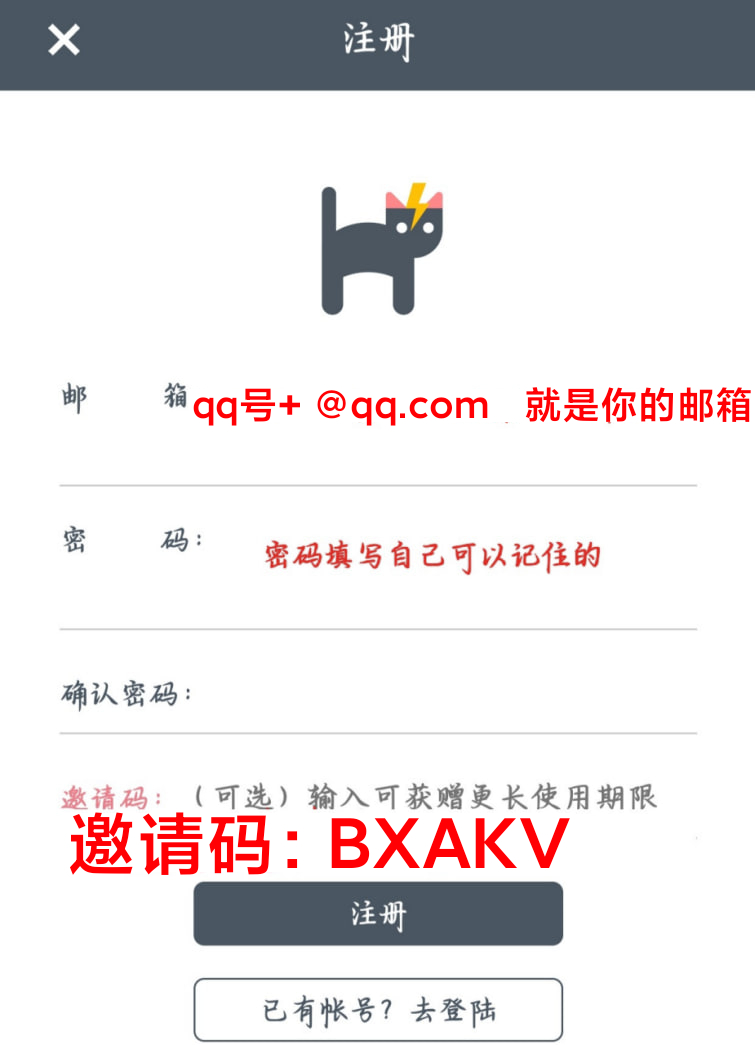 注册
邮 箱 qq号+ @qq.com 就是你的邮箱
密 码： 密码填写自己可以记住的
确认密码：
邀请码：（可选）输入可获赠更长使用期限
邀请码：BXAKV
注册
已有帐号？去登陆